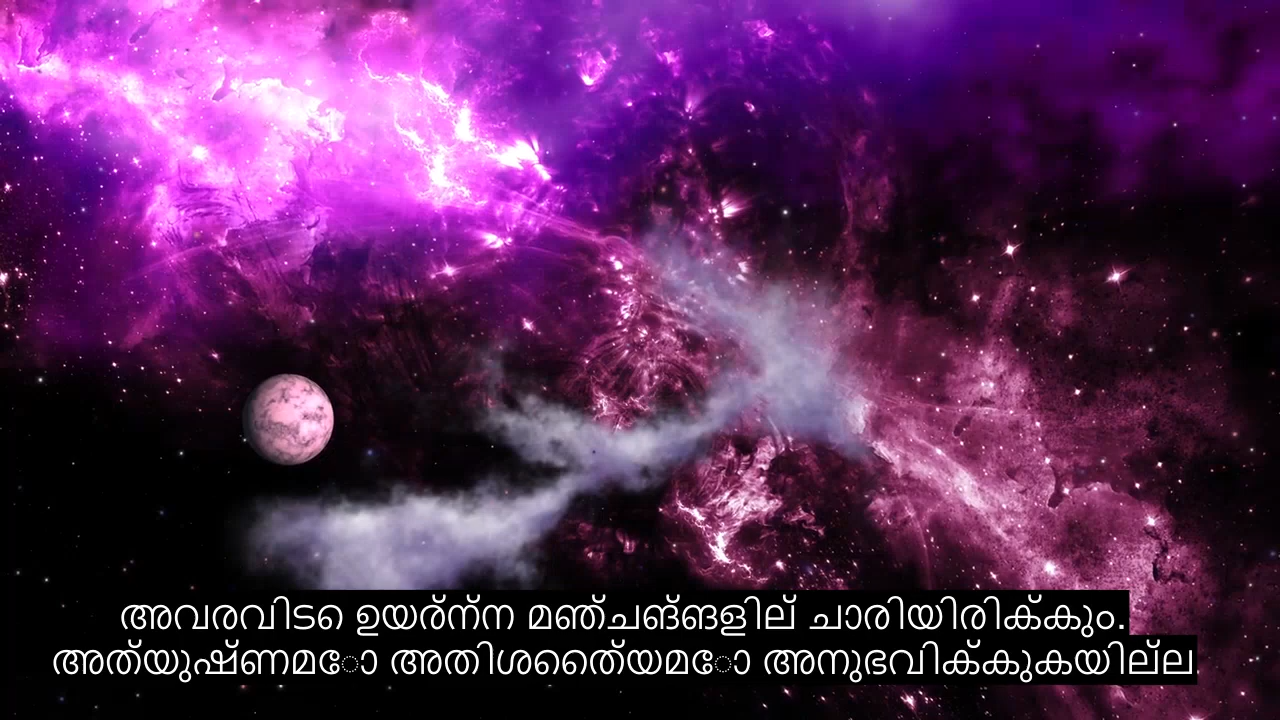 അവരവിടെ ഉയര്ന്ന മഞ്ചങ്ങളില് ചാരിയിരിക്കും.
അത്യുഷ്ണമോ അതിശൈത്യമോ അനുഭവിക്കുകയില്ല